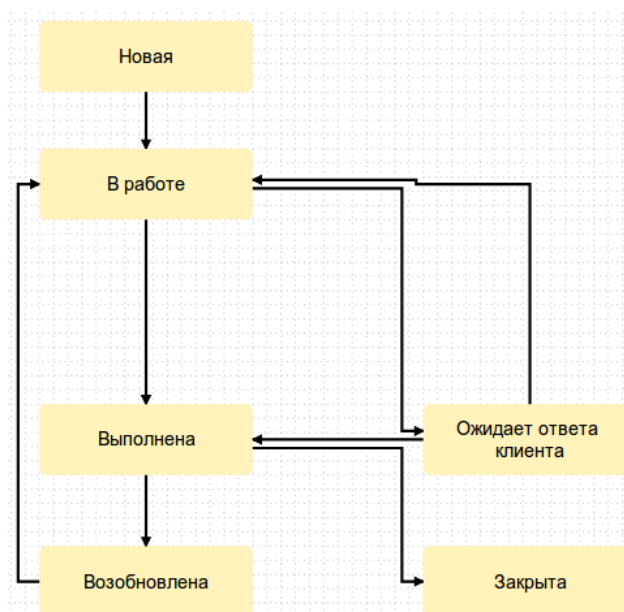 Новая
В работе
Выполнена
Ожидает ответа
клиента
Возобновлена
Закрыта